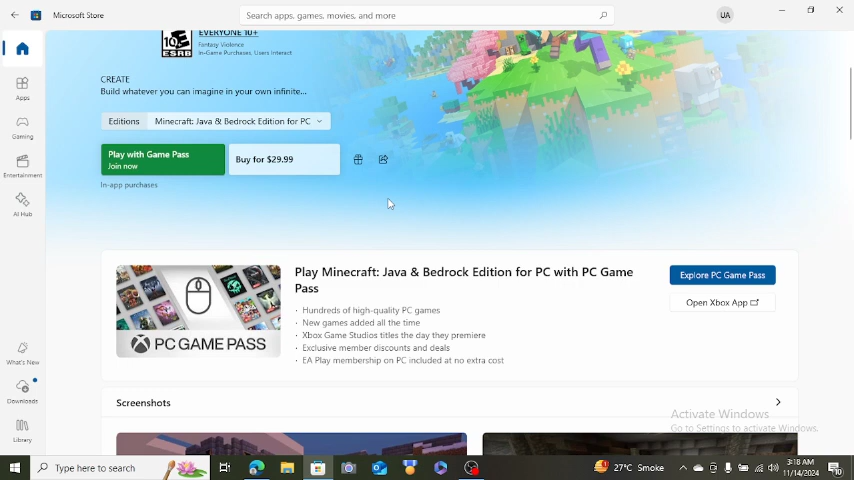 Microsoft Store
Search apps, games, movies, and more
UA
EVERYONE 10+
ESRB
Fantasy Violence
In-Game Purchases, Users Interact
Home
CREATE
Build whatever you can imagine in your own infinite...
Editions Minecraft: Java & Bedrock Edition for PC
Play with Game Pass
Join now
Buy for $29.99
In-app purchases
Apps
Gaming
Entertainment
AI Hub
Play Minecraft: Java & Bedrock Edition for PC with PC Game
Pass
Hundreds of high-quality PC games
New games added all the time
Xbox Game Studios titles the day they premiere
Exclusive member discounts and deals
EA Play membership on PC included at no extra cost
Explore PC Game Pass
Open Xbox App
PC GAME PASS
What's New
Downloads
Library
Screenshots
Activate Windows
Go to Settings to activate Windows.
Type here to search
27°C Smoke
3:18 AM
11/14/2024